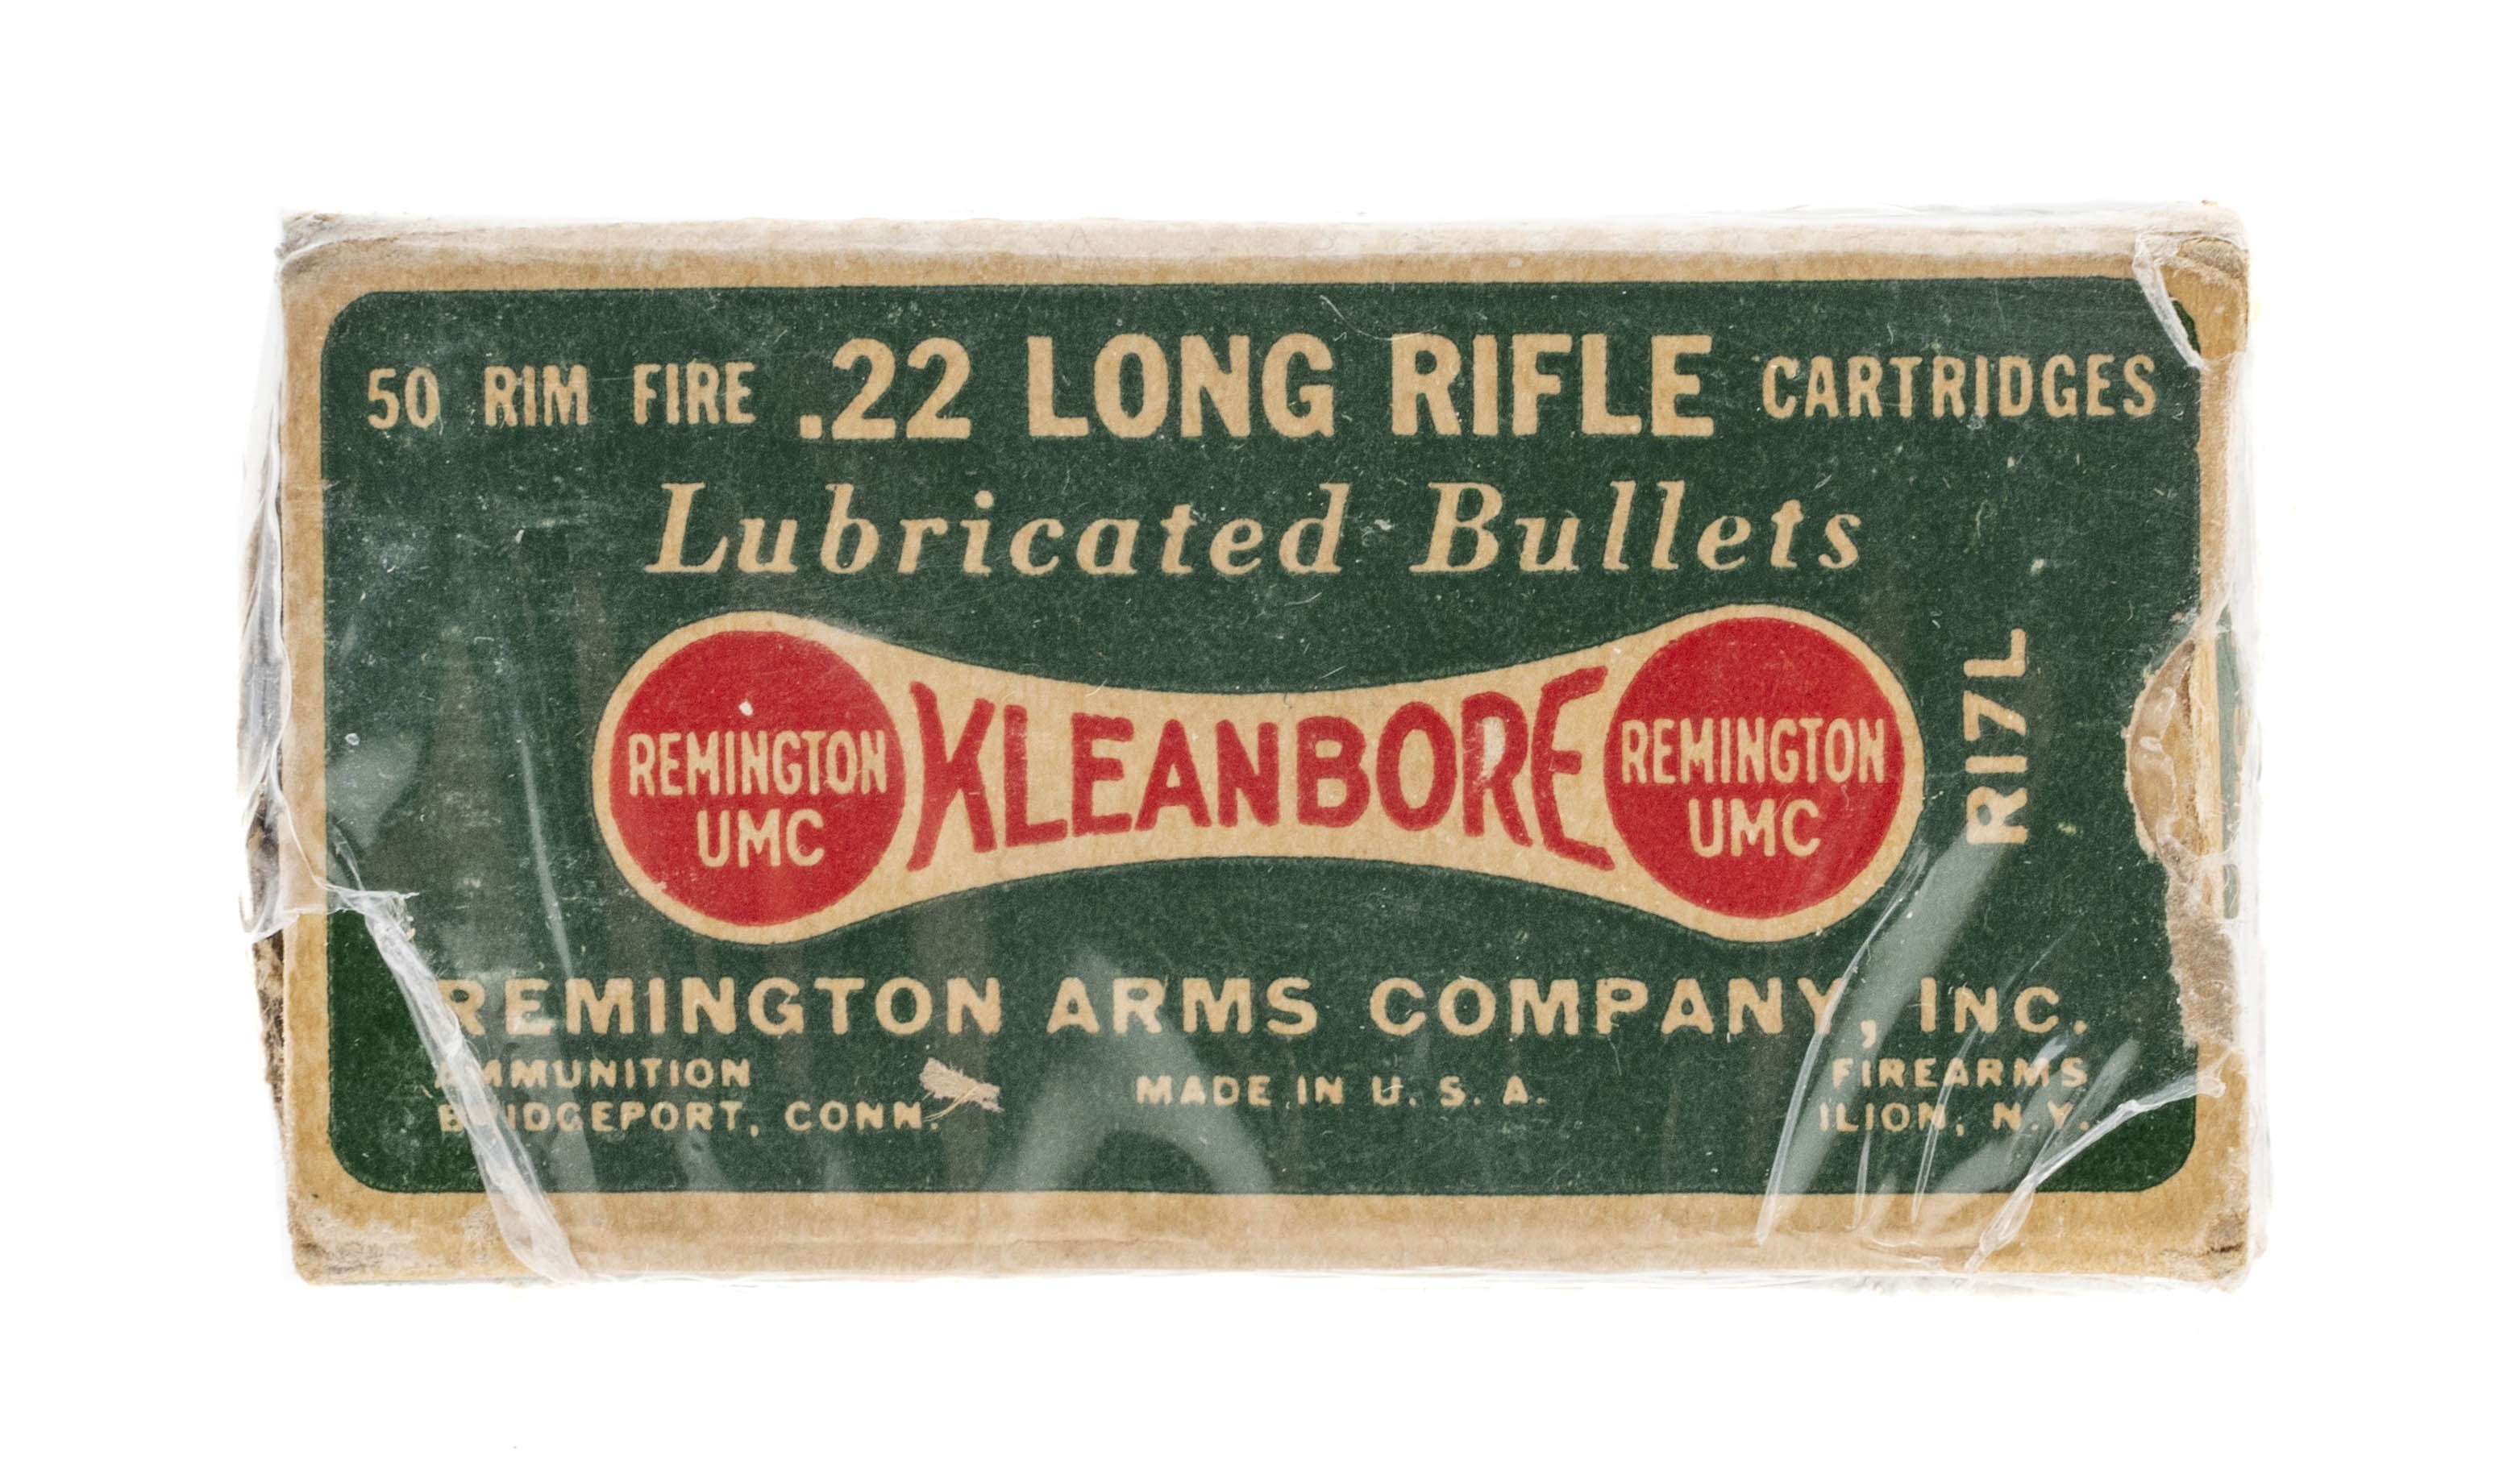 50 RIM FIRE .22 LONG RIFLE CARTRIDGES
Lubricated Bullets
REMINGTON
UMC
KLEANBORE
REMINGTON
UMC
R17L
REMINGTON ARMS COMPANY, INC.
AMMUNITION
BRIDGEPORT, CONN.
MADE IN U. S. A.
FIREARMS
ILION, N.Y.